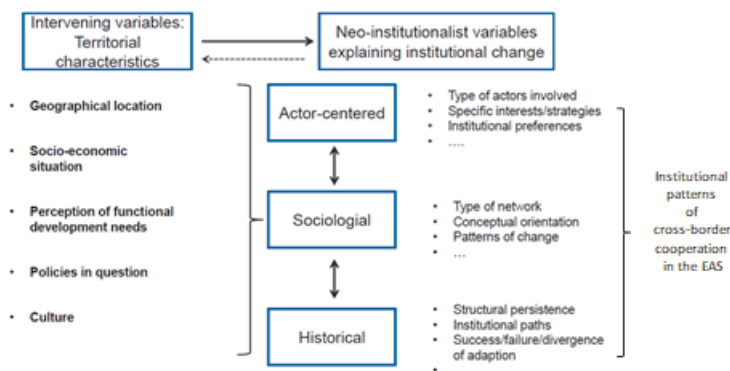 Intervening variables:
Territorial
characteristics
Neo-institutionalist variables
explaining institutional change
• Geographical location
• Socio-economic
situation
• Perception of functional
development needs
• Policies in question
• Culture
Actor-centered
• Type of actors involved
• Specific interests/strategies
• Institutional preferences
• ....
Sociologial
• Type of network
• Conceptual orientation
• Patterns of change
• ...
Historical
• Structural persistence
• Institutional paths
• Success/failure/divergence
of adaption
•
Institutional
patterns
of
cross-border
cooperation
in the EAS